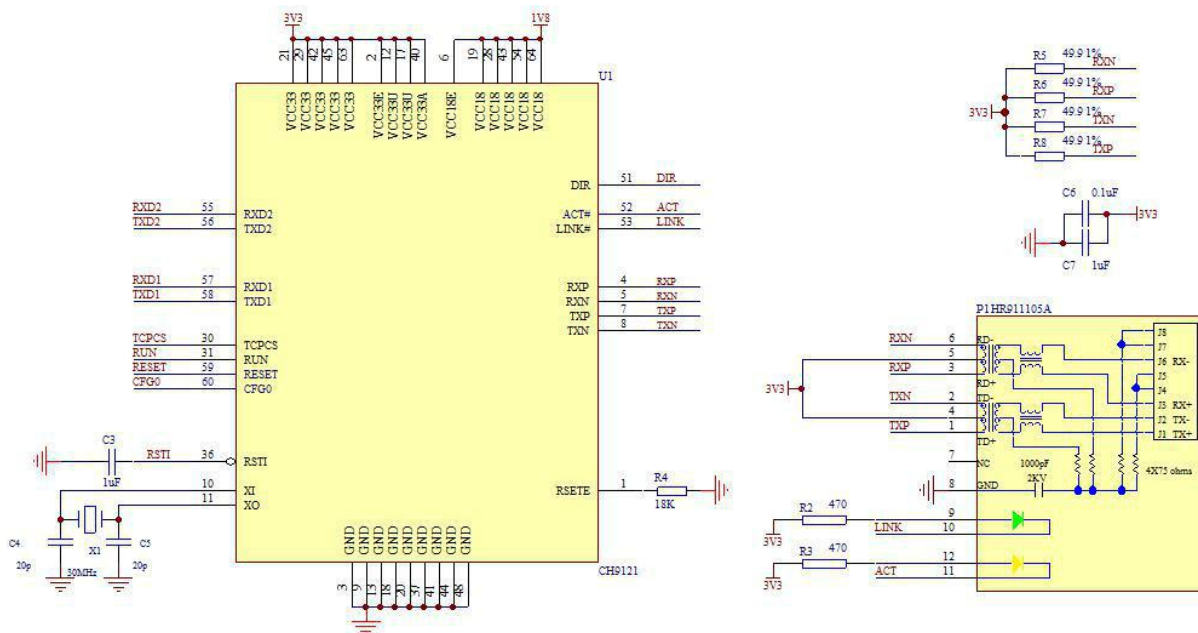 3V3
1V8
21
29
42
45
63
2
12
17
40
6
19
28
43
54
64
U1
VCC33
VCC33
VCC33
VCC33
VCC33
VCC33E
VCC33U
VCC33U
VCC33A
VCC18E
VCC18
VCC18
VCC18
VCC18
VCC18
RXD2 55 RXD2
TXD2 56 TXD2
RXD1 57 RXD1
TXD1 58 TXD1
TCPCS 30 TCPCS
RUN 31 RUN
RESET 59 RESET
CFG0 60 CFG0
C3
1uF
RSTI 36 RSTI
10 XI
11 XO
C4
20p
X1
30MHz
C5
20p
DIR 51 DIR
ACT# 52 ACT
LINK# 53 LINK
RXP 4 RXP
RXN 5 RXN
TXP 7 TXP
TXN 8 TXN
RSETE 1 R4
18K
GND
GND
GND
GND
GND
GND
GND
GND
GND
3
9
13
18
20
37
41
44
48
CH9121
R5 49.9 1% RXN
R6 49.9 1% RXP
3V3
R7 49.9 1% TXN
R8 49.9 1% TXP
C6 0.1uF
3V3
C7 1uF
P1 HR911105A
RXN 6 RD-
5
RXP 3
RD+
3V3
TXN 2 TD-
4
TXP 1
TD+
7 NC
8 GND
1000pF
2KV
4X75 ohms
J8
J7
J6 RX-
J5
J4
J3 RX+
J2 TX-
J1 TX+
R2 470 9
3V3
LINK 10
R3 470 12
3V3
ACT 11